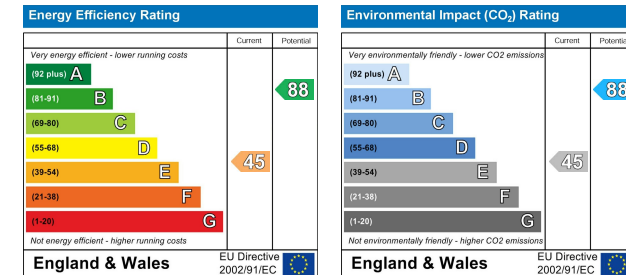 Energy Efficiency Rating
Current Potential
Very energy efficient - lower running costs
(92 plus) A
(81-91) B
88
(69-80) C
(55-68) D
45
(39-54) E
(21-38) F
(1-20) G
Not energy efficient - higher running costs
England & Wales
EU Directive
2002/91/EC
Environmental Impact (CO₂) Rating
Current Potential
Very environmentally friendly - lower CO2 emissions
(92 plus) A
(81-91) B
88
(69-80) C
(55-68) D
45
(39-54) E
(21-38) F
(1-20) G
Not environmentally friendly - higher CO2 emissions
England & Wales
EU Directive
2002/91/EC